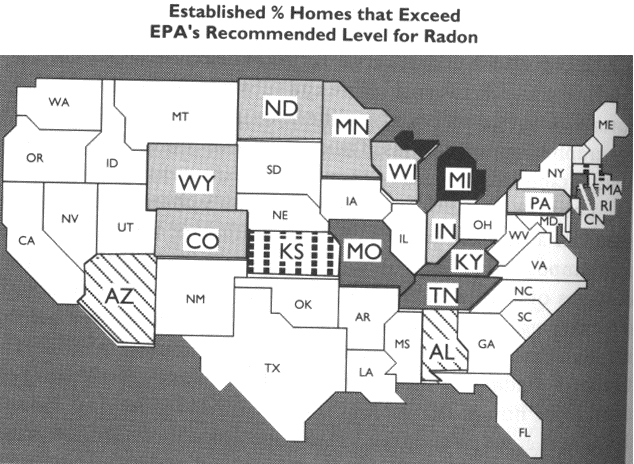 Established % Homes that Exceed
EPA's Recommended Level for Radon
WA
MT
ND
MN
ME
OR
ID
WY
SD
WI
MI
NY
MA
RI
CN
PA
IA
NE
NV
UT
CO
CA
KS
MO
IL
IN
OH
WV
MD
VA
KY
AZ
NM
OK
TN
NC
AR
SC
TX
LA
MS
AL
GA
FL